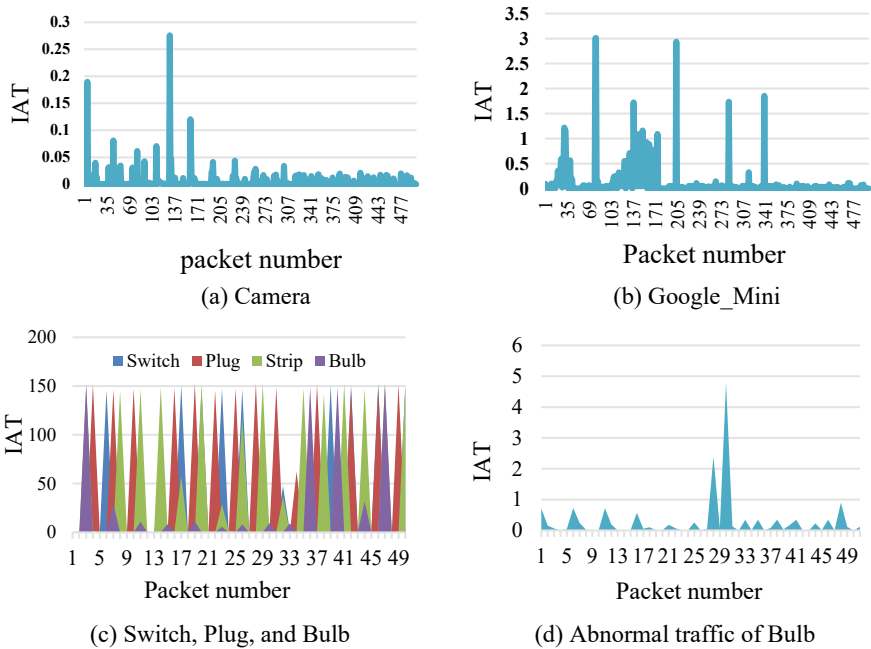 0.3
0.25
0.2
0.15
0.1
0.05
0
IAT
1 35 69 103 137 171 205 239 273 307 341 375 409 443 477
packet number
(a) Camera
3.5
3
2.5
2
1.5
1
0.5
0
IAT
1 35 69 103 137 171 205 239 273 307 341 375 409 443 477
Packet number
(b) Google_Mini
200
150
100
50
0
IAT
Switch Plug Strip Bulb
1 5 9 13 17 21 25 29 33 37 41 45 49
Packet number
(c) Switch, Plug, and Bulb
6
5
4
3
2
1
0
IAT
1 5 9 13 17 21 25 29 33 37 41 45 49
Packet number
(d) Abnormal traffic of Bulb